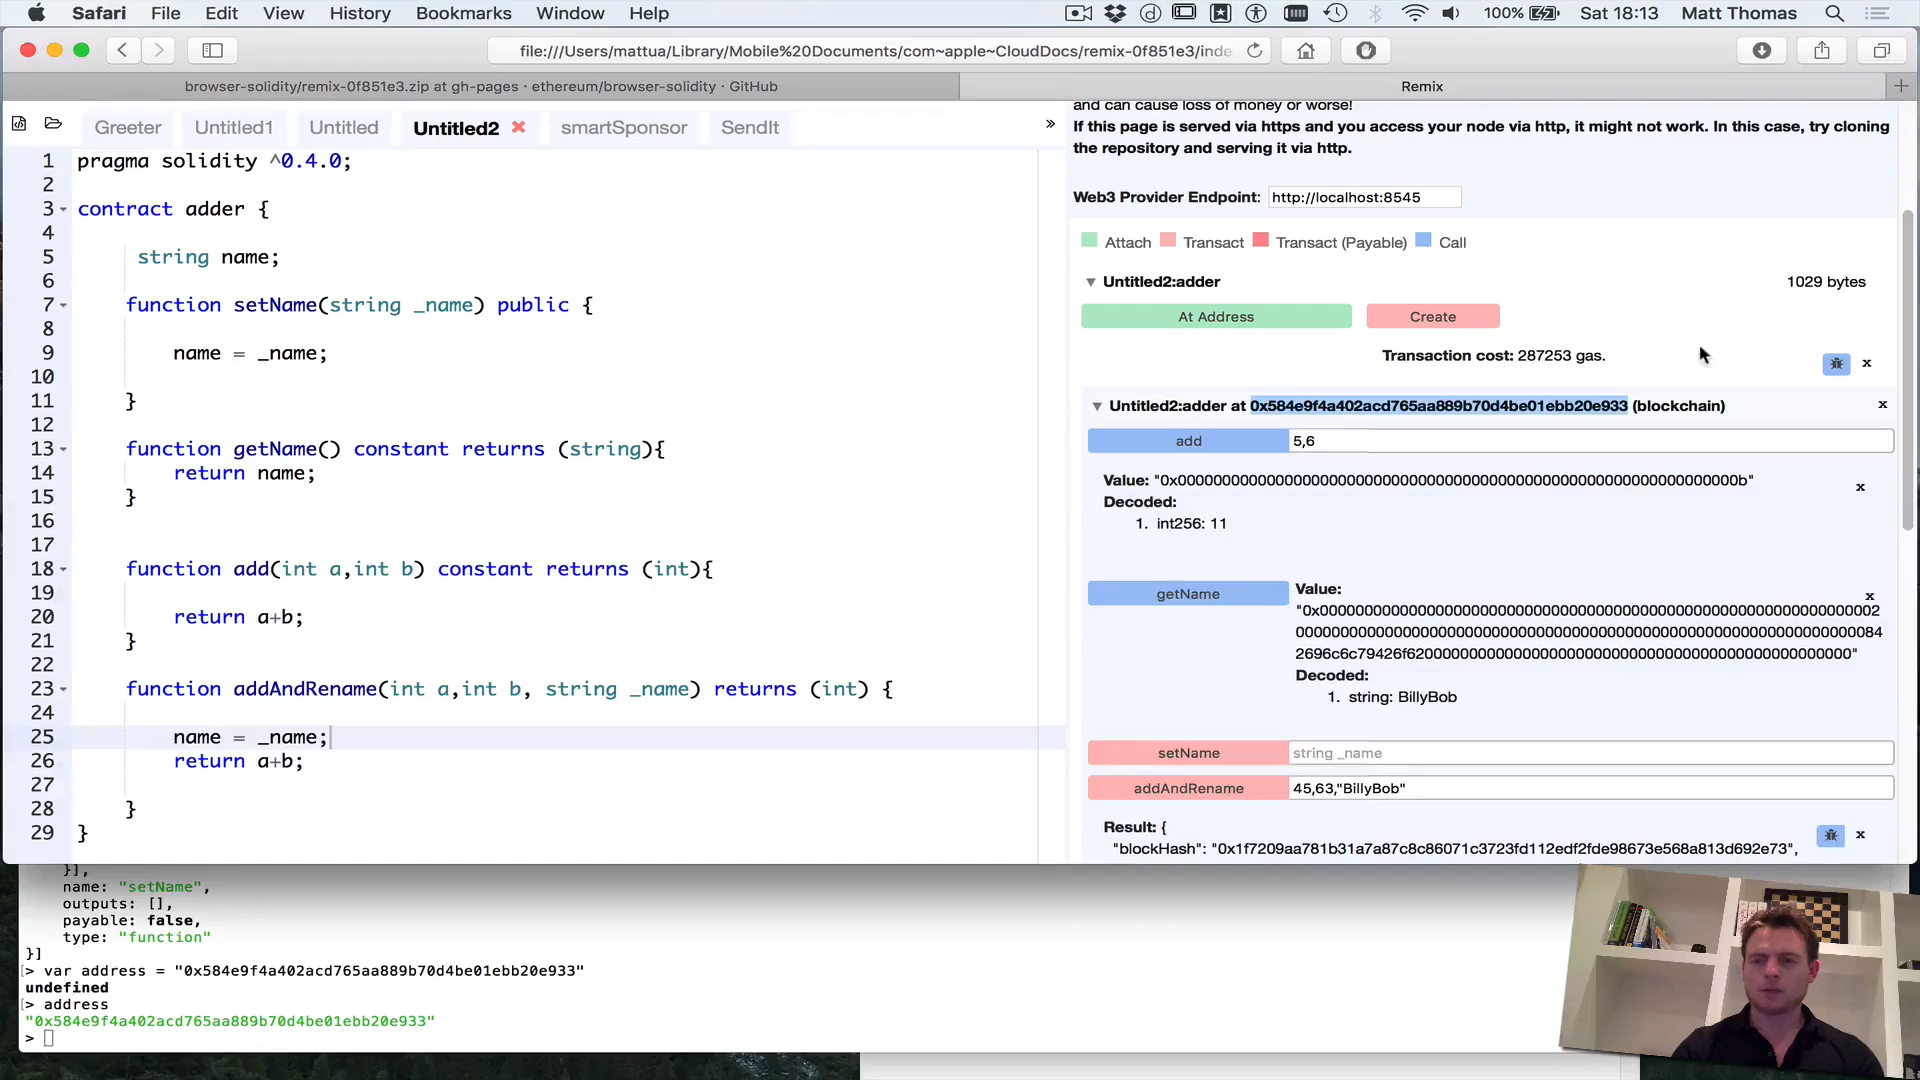 Safari File Edit View History Bookmarks Window Help 100% Sat 18:13 Matt Thomas
file:///Users/mattua/Library/Mobile%20Documents/com~apple~CloudDocs/remix-0f851e3/inde
browser-solidity/remix-0f851e3.zip at gh-pages · ethereum/browser-solidity · GitHub
Remix
Greeter Untitled1 Untitled Untitled2 smartSponsor SendIt
1 pragma solidity ^0.4.0;
2
3 contract adder {
4
5 string name;
6
7 function setName(string _name) public {
8
9 name = _name;
10
11 }
12
13 function getName() constant returns (string){
14 return name;
15 }
16
17
18 function add(int a,int b) constant returns (int){
19
20 return a+b;
21 }
22
23 function addAndRename(int a,int b, string _name) returns (int) {
24
25 name = _name;
26 return a+b;
27
28 }
29 }
and can cause loss of money or worse!
If this page is served via https and you access your node via http, it might not work. In this case, try cloning
the repository and serving it via http.
Web3 Provider Endpoint: http://localhost:8545
Attach Transact Transact (Payable) Call
Untitled2:adder 1029 bytes
At Address Create
Transaction cost: 287253 gas.
x
Untitled2:adder at 0x584e9f4a402acd765aa889b70d4be01ebb20e933 (blockchain) x
add 5,6
Value:
x
Decoded:
1. int256: 11
getName Value:
x
Decoded:
1. string: BillyBob
setName string _name
addAndRename 45,63,"BillyBob"
Result: { x
"blockHash": "0x1f7209aa781b31a7a87c8c86071c3723fd112edf2fde98673e568a813d692e73",
}],
name: "setName",
outputs: [],
payable: false,
type: "function"
}]
> var address = "0x584e9f4a402acd765aa889b70d4be01ebb20e933"
undefined
> address
"0x584e9f4a402acd765aa889b70d4be01ebb20e933"
>